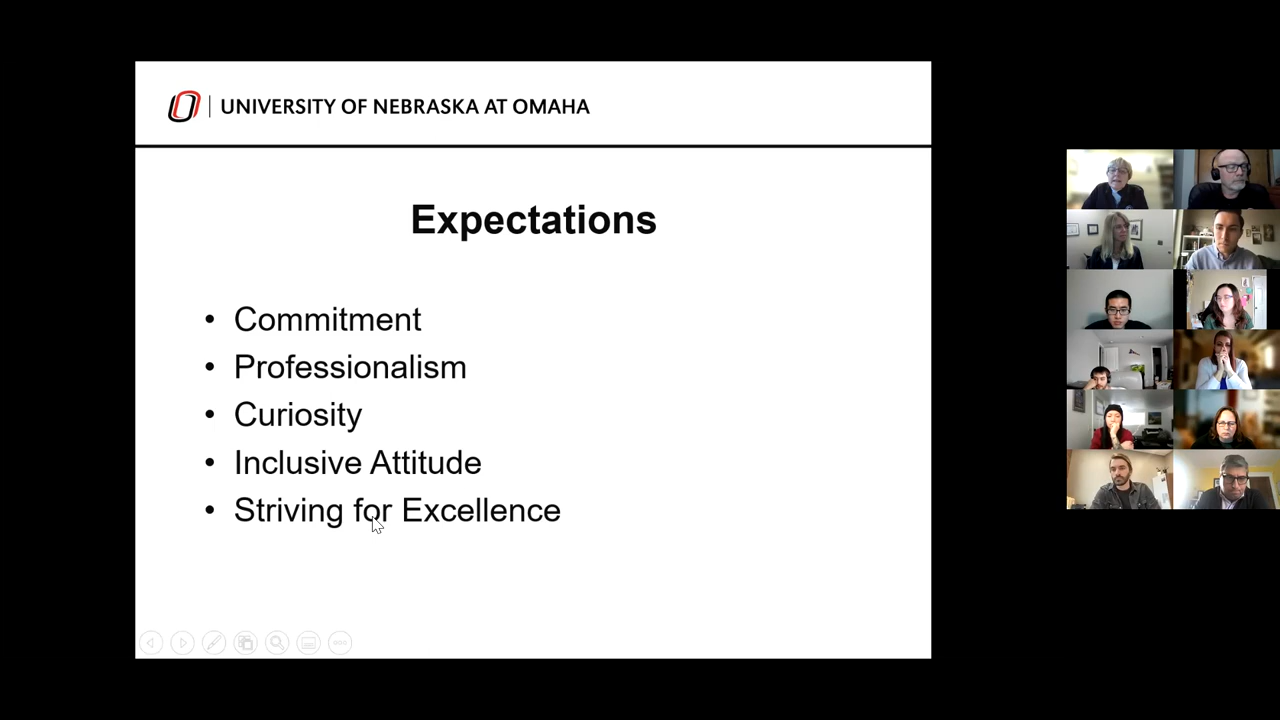 UNIVERSITY OF NEBRASKA AT OMAHA
Expectations
• Commitment
• Professionalism
• Curiosity
• Inclusive Attitude
• Striving for Excellence